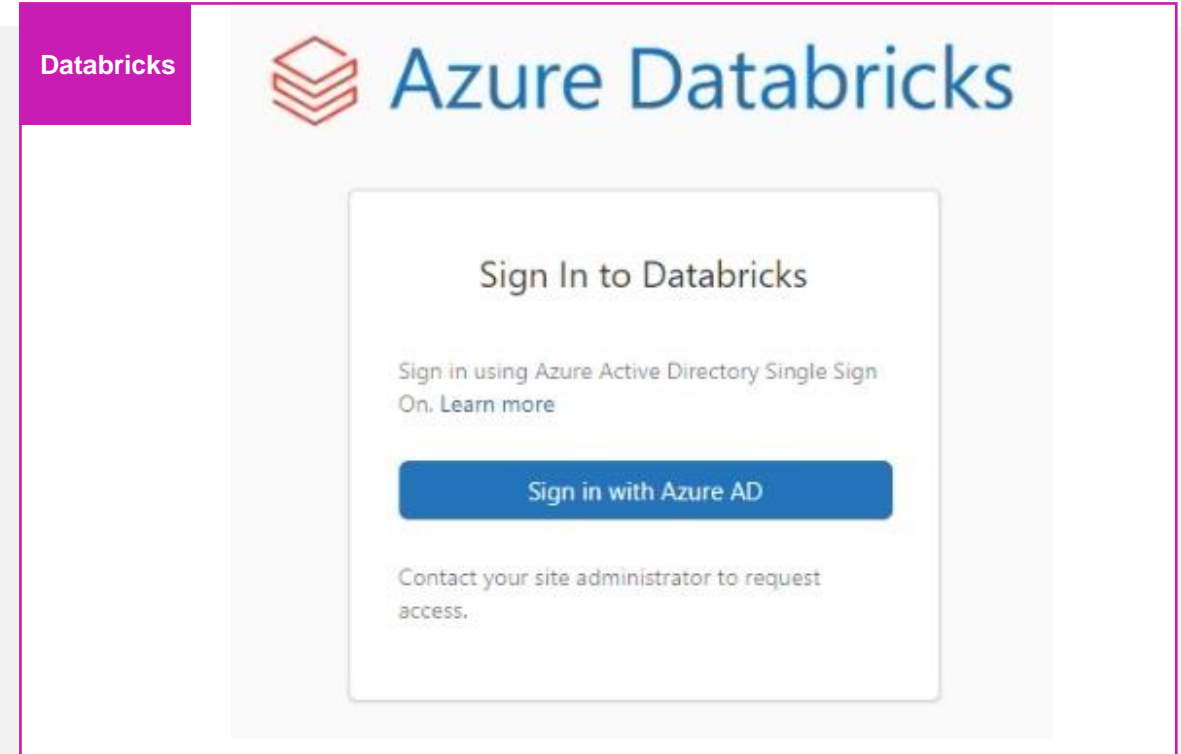 Databricks
Azure Databricks
Sign In to Databricks
Sign in using Azure Active Directory Single Sign
On. Learn more
Sign in with Azure AD
Contact your site administrator to request
access.